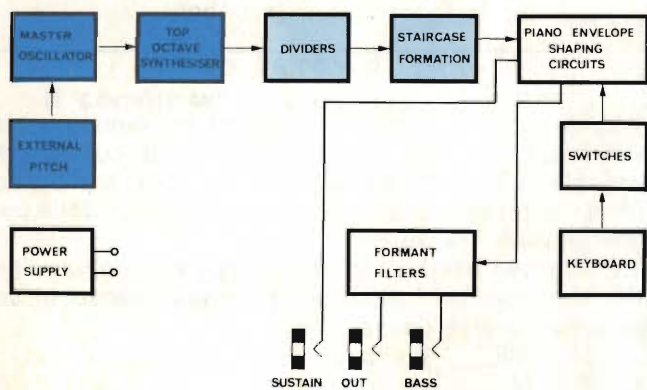 MASTER
OSCILLATOR
TOP
OCTAVE
SYNTHESISER
DIVIDERS
STAIRCASE
FORMATION
PIANO ENVELOPE
SHAPING
CIRCUITS
EXTERNAL
PITCH
SWITCHES
POWER
SUPPLY
FORMANT
FILTERS
KEYBOARD
SUSTAIN OUT BASS